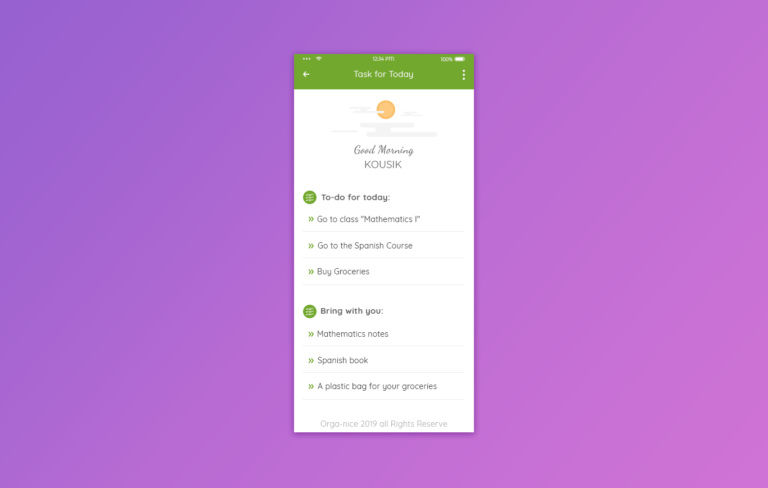 12:34 PM
100%
Task for Today
Good Morning
KOUSIK
To-do for today:
Go to class "Mathematics I"
Go to the Spanish Course
Buy Groceries
Bring with you:
Mathematics notes
Spanish book
A plastic bag for your groceries
Orga-nice 2019 all Rights Reserve